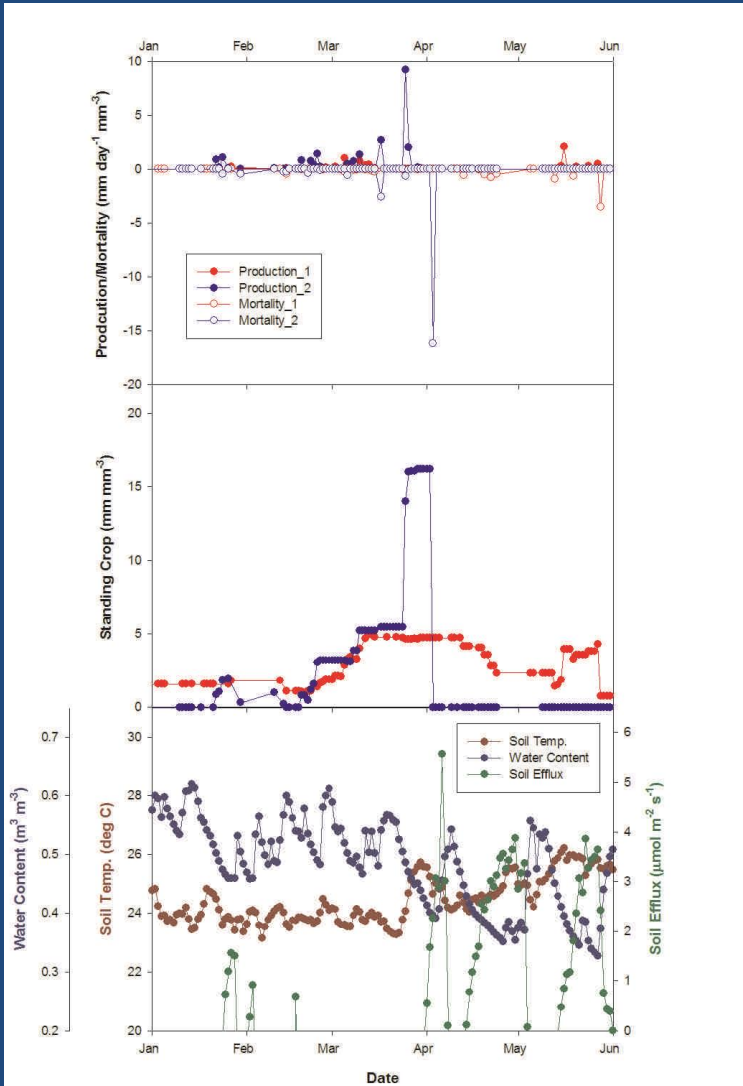 Jan Feb Mar Apr May Jun
10
5
0
-5
-10
-15
-20
Prodcution/Mortality (mm day-1 mm-3)
Production_1
Production_2
Mortality_1
Mortality_2
20
15
10
5
0
Standing Crop (mm mm-3)
0.7
0.6
0.5
0.4
0.3
0.2
Water Content (m3 m-3)
30
28
26
24
22
20
Soil Temp. (deg C)
Soil Temp.
Water Content
Soil Efflux
6
5
4
3
2
1
0
Soil Efflux (µmol m-2 s-1)
Jan Feb Mar Apr May Jun
Date